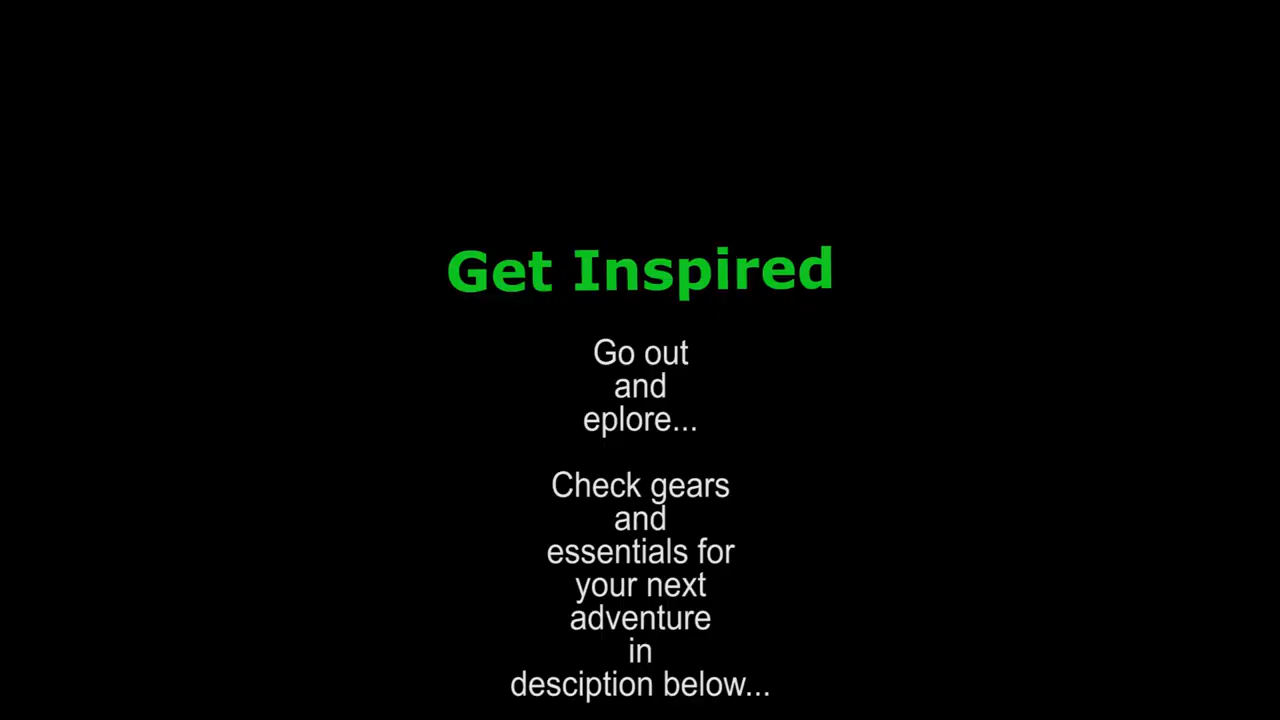 Get Inspired
Go out
and
eplore...
Check gears
and
essentials for
your next
adventure
in
desciption below...